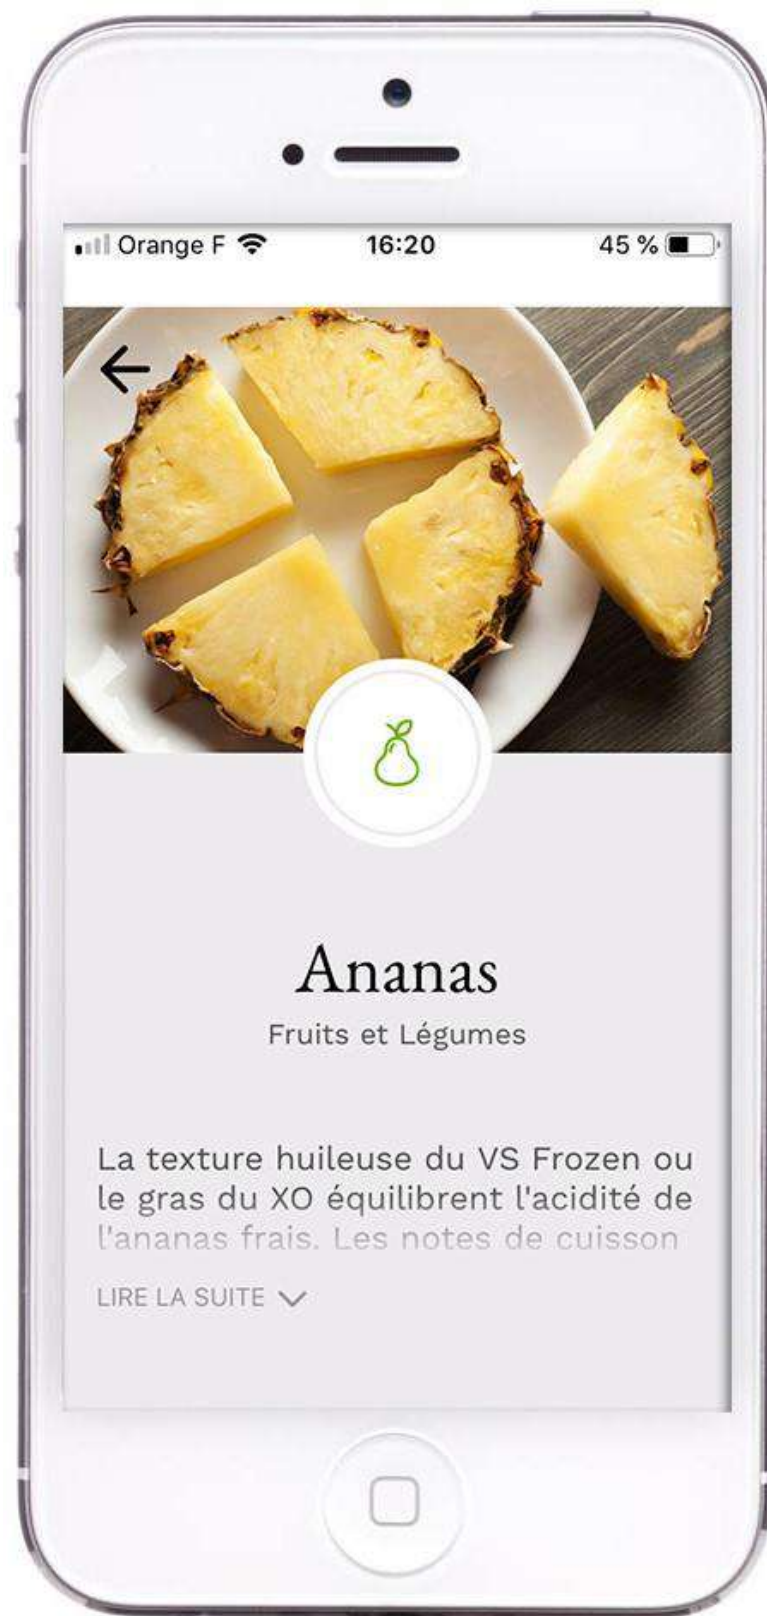 Orange F 16:20 45 %
Ananas
Fruits et Légumes
La texture huileuse du VS Frozen ou
le gras du XO équilibrent l'acidité de
l'ananas frais. Les notes de cuisson
LIRE LA SUITE